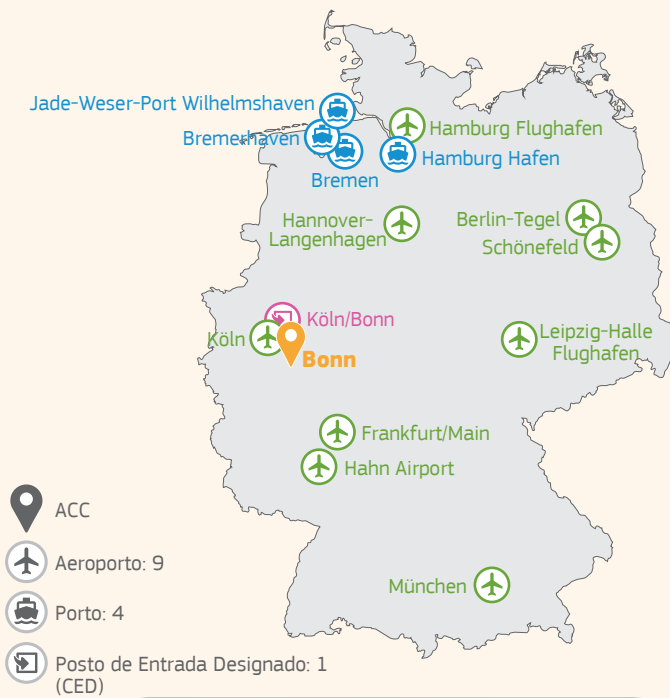 Jade-Weser-Port Wilhelmshaven
Bremerhaven
Bremen
Hamburg Flughafen
Hamburg Hafen
Hannover-
Langenhagen
Berlin-Tegel
Schönefeld
Köln/Bonn
Köln
Bonn
Leipzig-Halle
Flughafen
Frankfurt/Main
Hahn Airport
München
ACC
Aeroporto: 9
Porto: 4
Posto de Entrada Designado: 1
(CED)